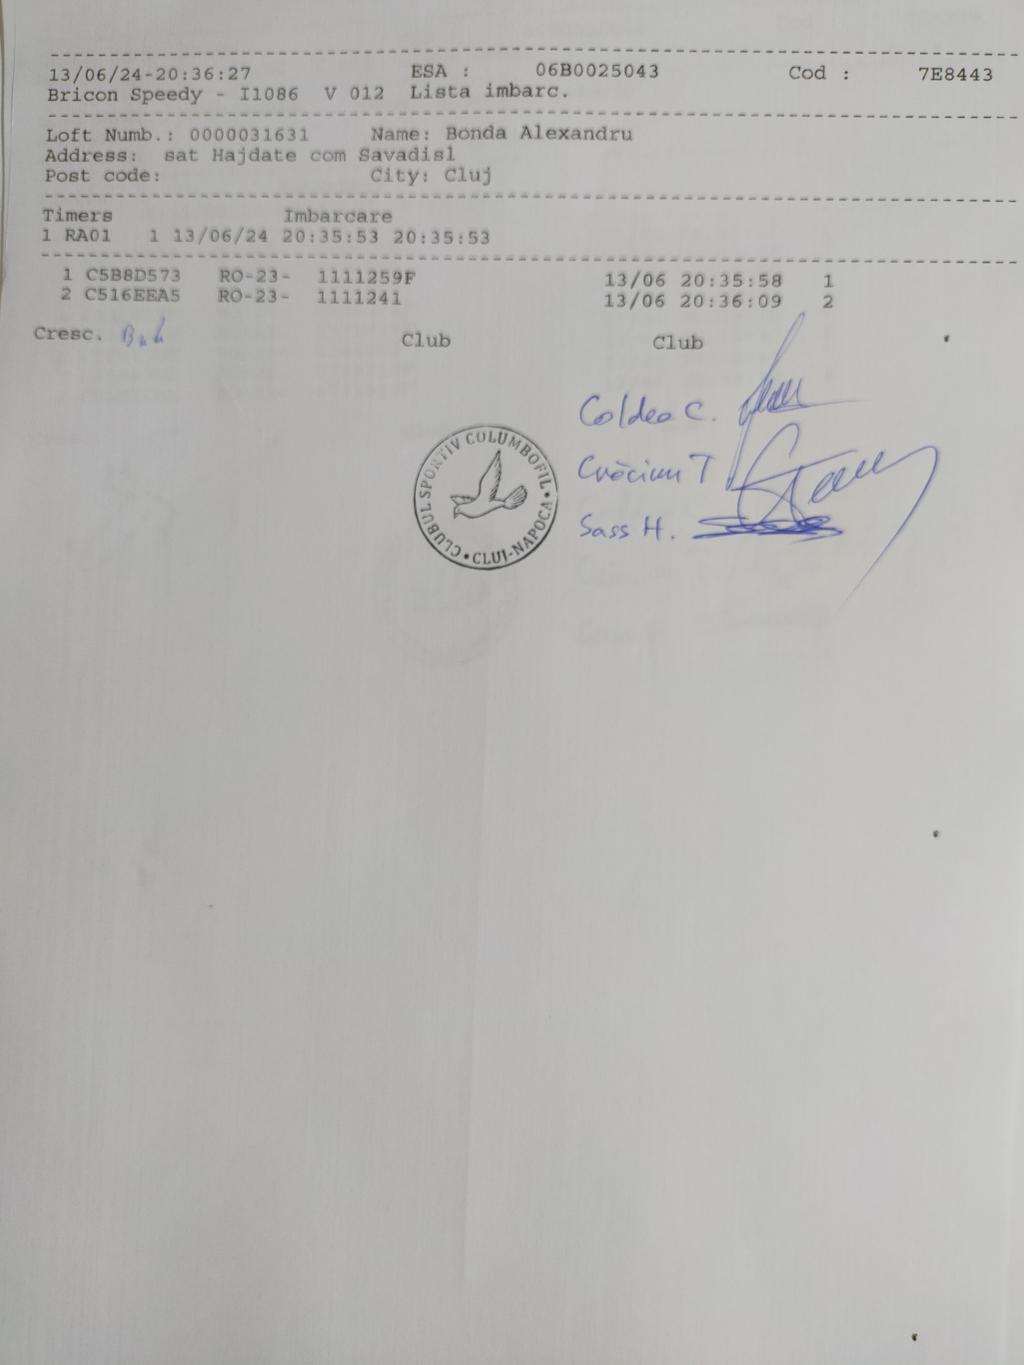 13/06/24-20:36:27 ESA : 06B0025043 Cod : 7E8443
Bricon Speedy - I1086 V 012 Lista imbarc.
Loft Numb.: 0000031631 Name: Bonda Alexandru
Address: sat Hajdate com Savadisl
Post code: City: Cluj
Timers Imbarcare
1 RA01 1 13/06/24 20:35:53 20:35:53
1 C5B8D573 RO-23- 1111259F 13/06 20:35:58 1
2 C516EEA5 RO-23- 1111241 13/06 20:36:09 2
Cresc. Club Club
Coldea C.
Crăciun T
Sass H.
CLUBUL SPORTIV COLUMBOFIL • CLUJ-NAPOCA •